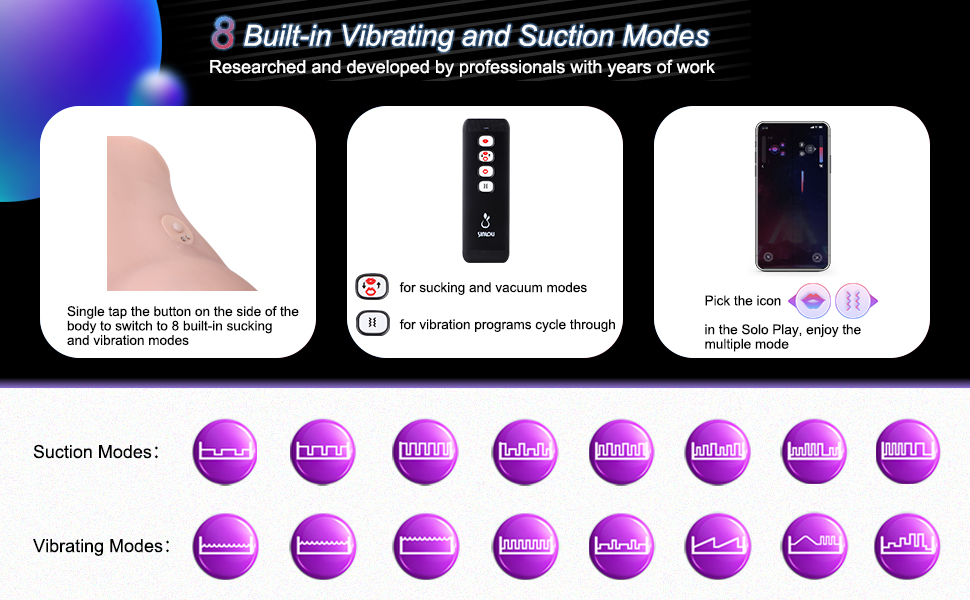 8 Built-in Vibrating and Suction Modes
Researched and developed by professionals with years of work
Single tap the button on the side of the
body to switch to 8 built-in sucking
and vibration modes
for sucking and vacuum modes
for vibration programs cycle through
Pick the icon
in the Solo Play, enjoy the
multiple mode
Suction Modes:
Vibrating Modes: